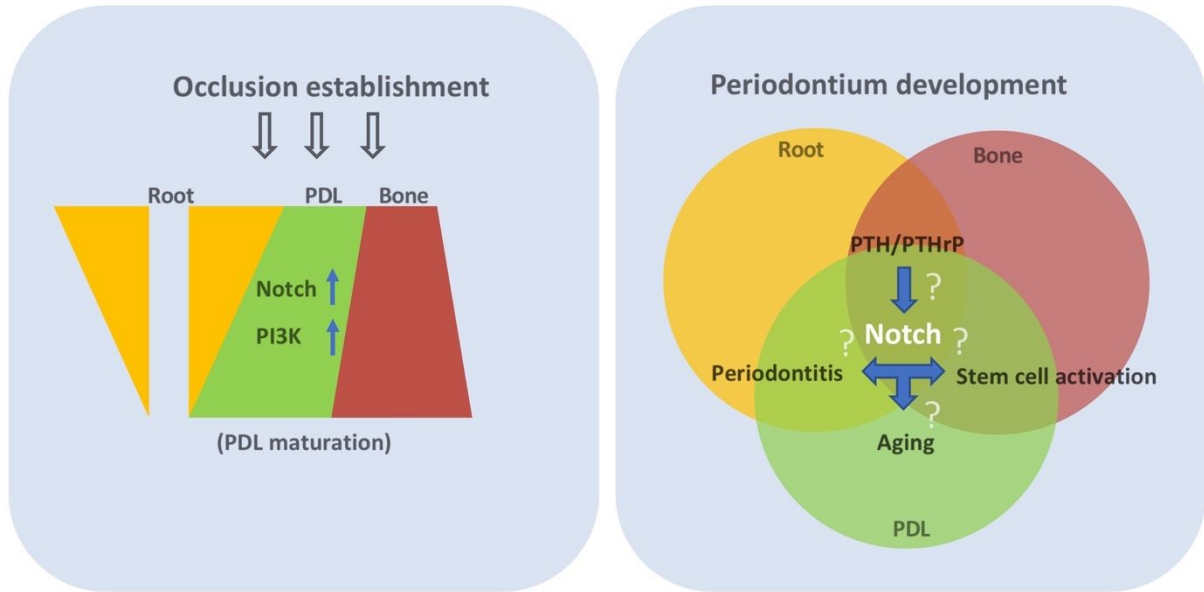 Occlusion establishment
Root PDL Bone
Notch
PI3K
(PDL maturation)
Periodontium development
Root Bone
PTH/PTHrP
?
Notch
? ?
Periodontitis Stem cell activation
?
Aging
PDL